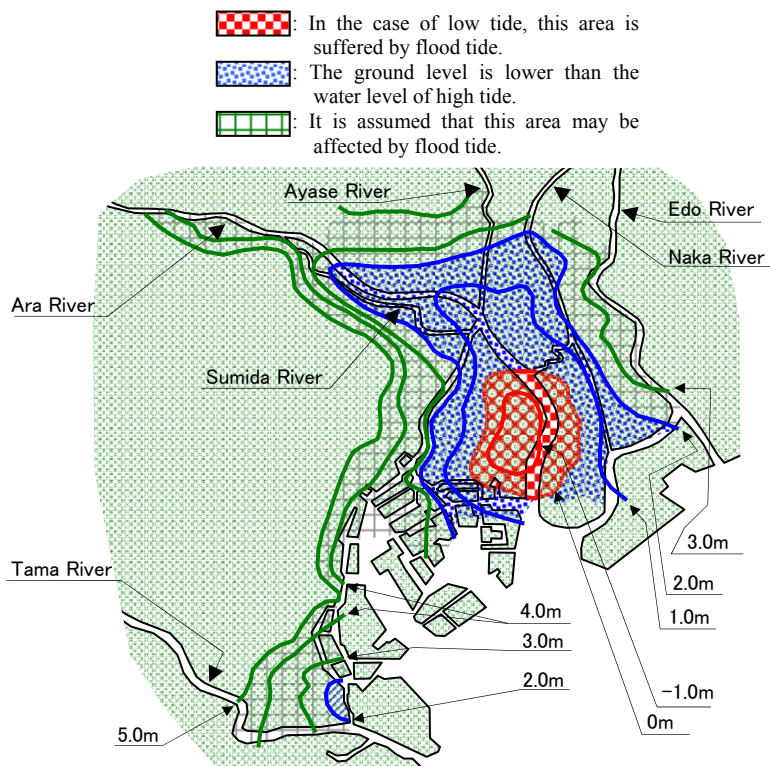 : In the case of low tide, this area is
suffered by flood tide.
: The ground level is lower than the
water level of high tide.
: It is assumed that this area may be
affected by flood tide.
Ayase River
Edo River
Naka River
Ara River
Sumida River
3.0m
2.0m
Tama River
4.0m
1.0m
3.0m
2.0m
-1.0m
0m
5.0m